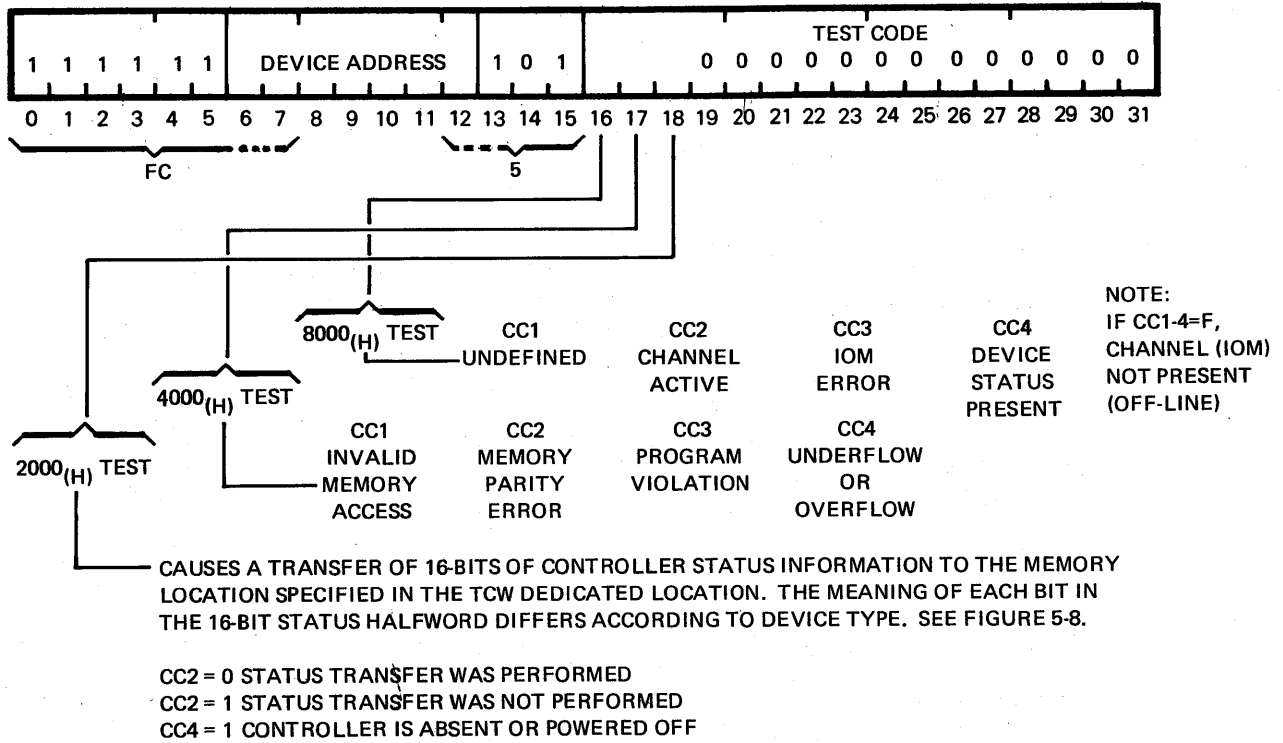 TEST CODE
1 1 1 1 1 1 DEVICE ADDRESS 1 0 1 0 0 0 0 0 0 0 0 0 0 0 0 0
0 1 2 3 4 5 6 7 8 9 10 11 12 13 14 15 16 17 18 19 20 21 22 23 24 25 26 27 28 29 30 31
FC 5
8000(H) TEST
CC1
UNDEFINED
CC2
CHANNEL
ACTIVE
CC3
IOM
ERROR
CC4
DEVICE
STATUS
PRESENT
NOTE:
IF CC1-4=F,
CHANNEL (IOM)
NOT PRESENT
(OFF-LINE)
4000(H) TEST
CC1
INVALID
MEMORY
ACCESS
CC2
MEMORY
PARITY
ERROR
CC3
PROGRAM
VIOLATION
CC4
UNDERFLOW
OR
OVERFLOW
2000(H) TEST
CAUSES A TRANSFER OF 16-BITS OF CONTROLLER STATUS INFORMATION TO THE MEMORY
LOCATION SPECIFIED IN THE TCW DEDICATED LOCATION. THE MEANING OF EACH BIT IN
THE 16-BIT STATUS HALFWORD DIFFERS ACCORDING TO DEVICE TYPE. SEE FIGURE 5-8.
CC2 = 0 STATUS TRANSFER WAS PERFORMED
CC2 = 1 STATUS TRANSFER WAS NOT PERFORMED
CC4 = 1 CONTROLLER IS ABSENT OR POWERED OFF